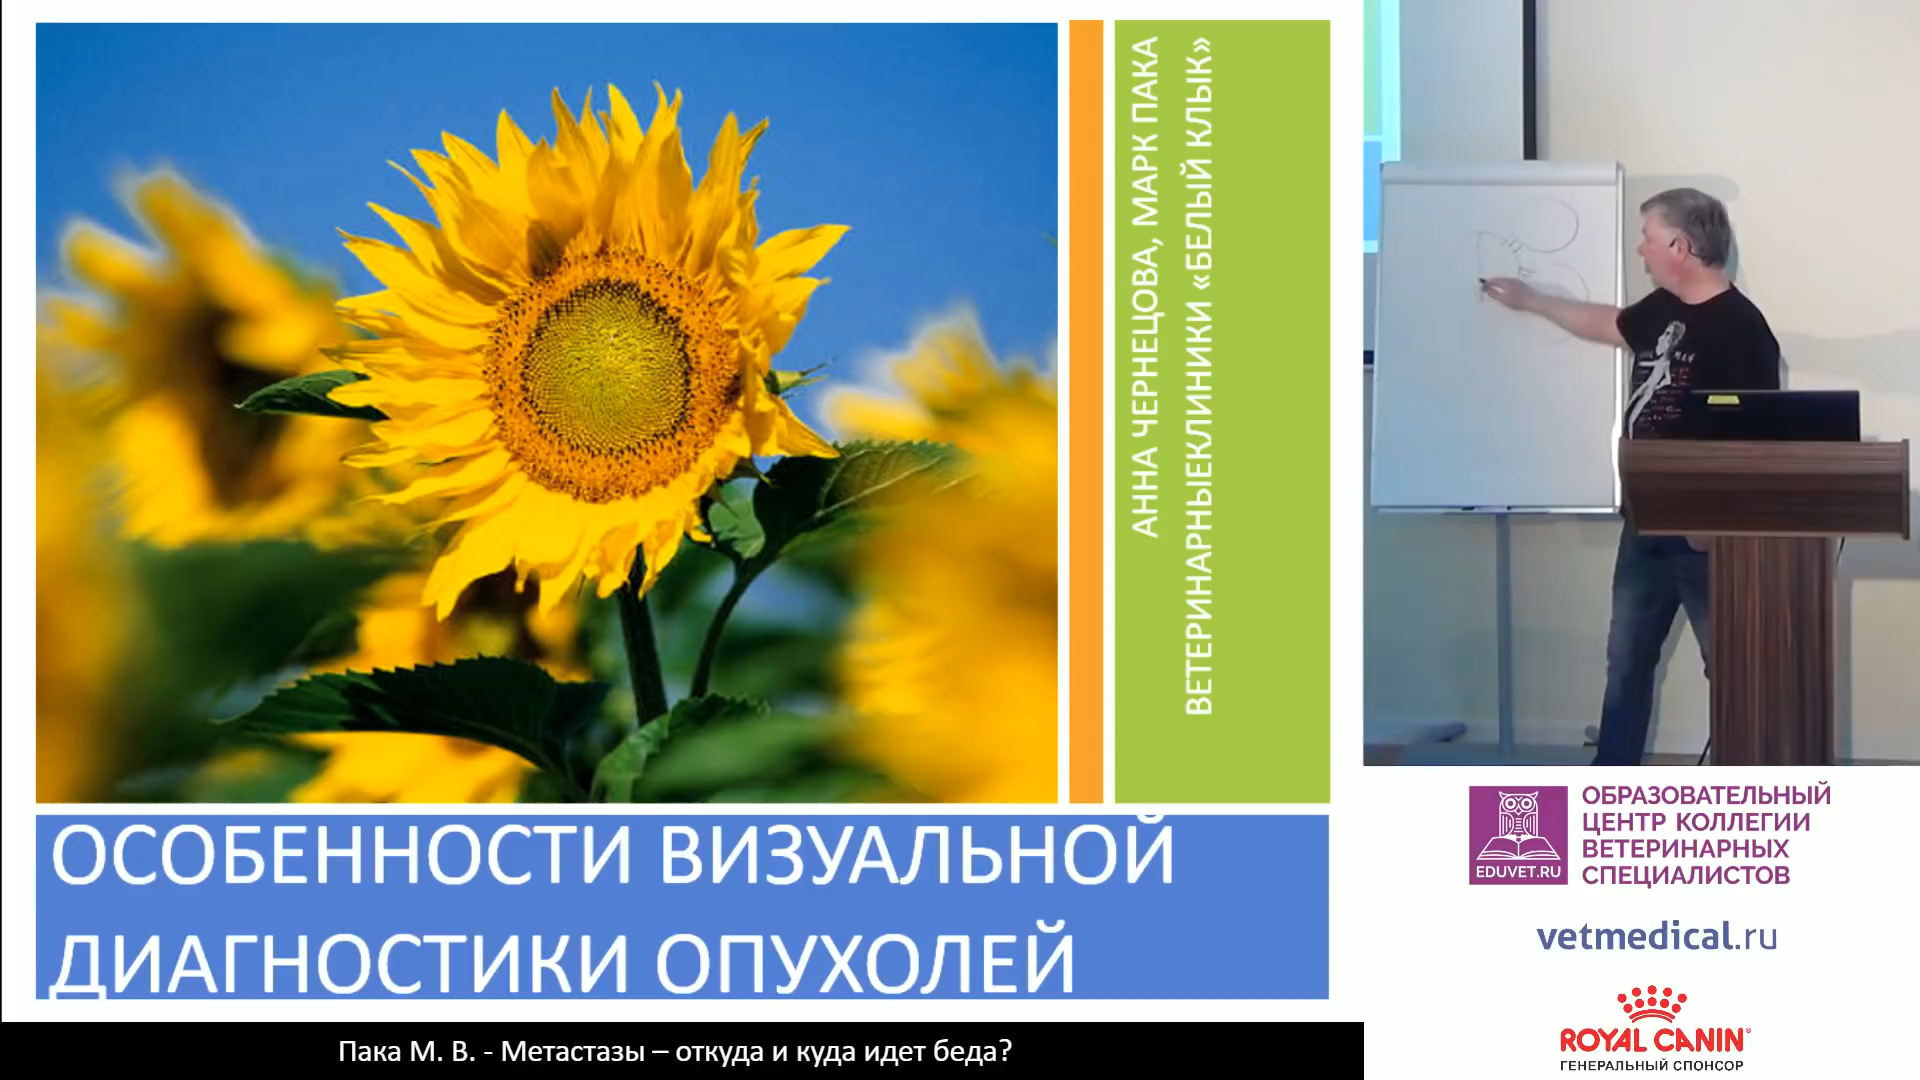 АННА ЧЕРНЕЦОВА, МАРК ПАКА
ВЕТЕРИНАРНЫЕКЛИНИКИ «БЕЛЫЙ КЛЫК»
ОСОБЕННОСТИ ВИЗУАЛЬНОЙ
ДИАГНОСТИКИ ОПУХОЛЕЙ
Пака М. В. - Метастазы – откуда и куда идет беда?
EDUVET.RU
ОБРАЗОВАТЕЛЬНЫЙ
ЦЕНТР КОЛЛЕГИИ
ВЕТЕРИНАРНЫХ
СПЕЦИАЛИСТОВ
vetmedical.ru
ROYAL CANIN®
ГЕНЕРАЛЬНЫЙ СПОНСОР